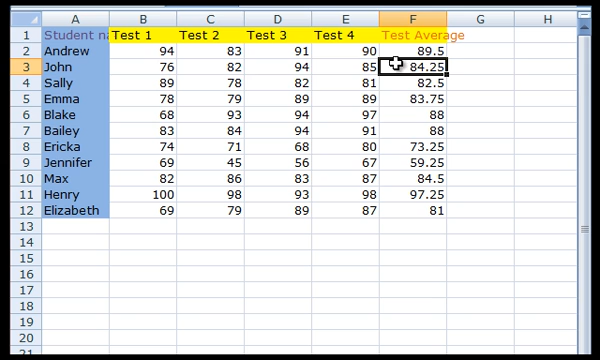 A B C D E F G H
1 Student na Test 1 Test 2 Test 3 Test 4 Test Average
2 Andrew 94 83 91 90 89.5
3 John 76 82 94 85 84.25
4 Sally 89 78 82 81 82.5
5 Emma 78 79 89 89 83.75
6 Blake 68 93 94 97 88
7 Bailey 83 84 94 91 88
8 Ericka 74 71 68 80 73.25
9 Jennifer 69 45 56 67 59.25
10 Max 82 86 83 87 84.5
11 Henry 100 98 93 98 97.25
12 Elizabeth 69 79 89 87 81
13
14
15
16
17
18
19
20
21